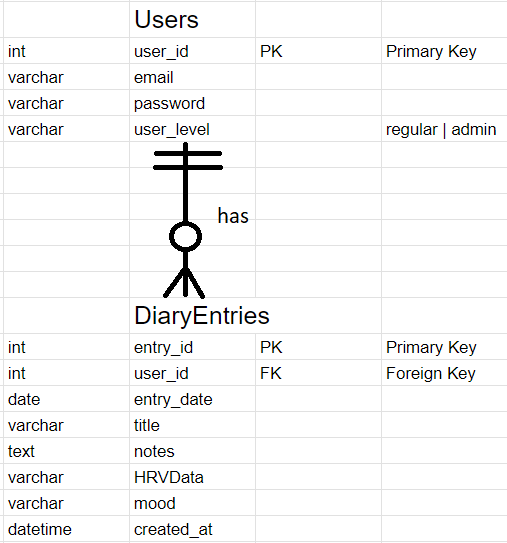 Users
int user_id PK Primary Key
varchar email
varchar password
varchar user_level regular | admin
has
DiaryEntries
int entry_id PK Primary Key
int user_id FK Foreign Key
date entry_date
varchar title
text notes
varchar HRVData
varchar mood
datetime created_at